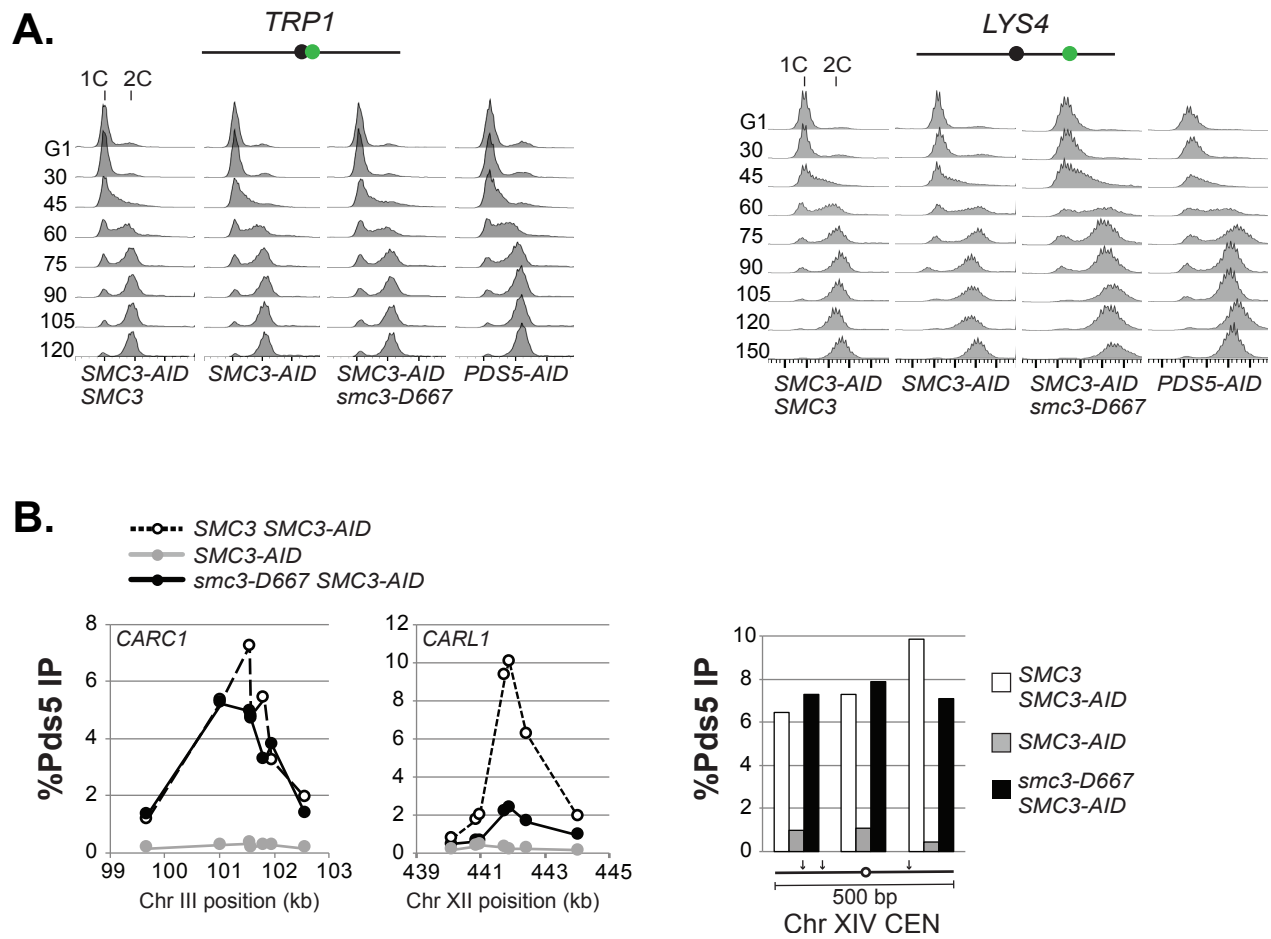 A.
TRP1
LYS4
1C 2C
1C 2C
G1
30
45
60
75
90
105
120
G1
30
45
60
75
90
105
120
150
SMC3-AID
SMC3
SMC3-AID
SMC3-AID
smc3-D667
PDS5-AID
SMC3-AID
SMC3
SMC3-AID
SMC3-AID
smc3-D667
PDS5-AID
B.
SMC3 SMC3-AID
SMC3-AID
smc3-D667 SMC3-AID
%Pds5 IP
CARC1
8
6
4
2
0
99 100 101 102 103
Chr III position (kb)
CARL1
12
10
8
6
4
2
0
439 441 443 445
Chr XII poisition (kb)
%Pds5 IP
10
8
6
4
2
0
500 bp
Chr XIV CEN
SMC3
SMC3-AID
SMC3-AID
smc3-D667
SMC3-AID